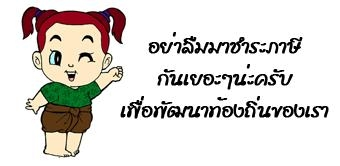 อย่าลืมมาชำระภาษี
กันเยอะๆน่ะครับ
เพื่อพัฒนาท้องถิ่นของเรา